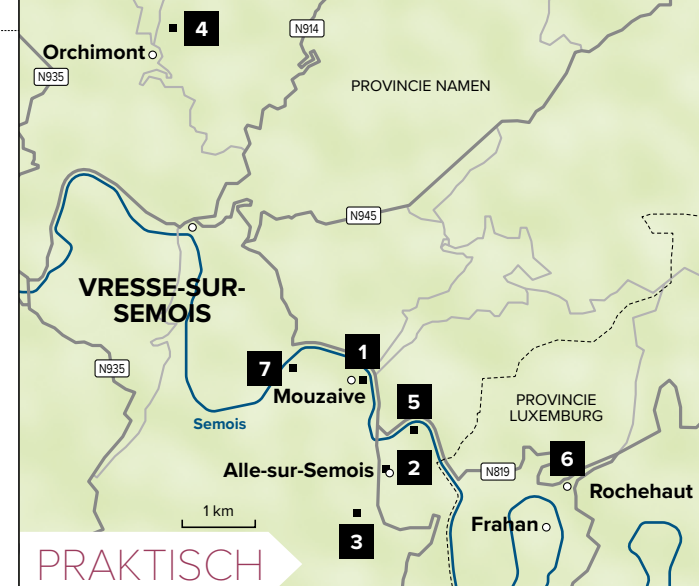 4
N914
Orchimont
N935
PROVINCIE NAMEN
N945
VRESSE-SUR-
SEMOIS
1
7
N935
Mouzaive
5
PROVINCIE
LUXEMBURG
Semois
6
Alle-sur-Semois
2
N819
Rochehaut
1 km
Frahan
3
PRAKTISCH